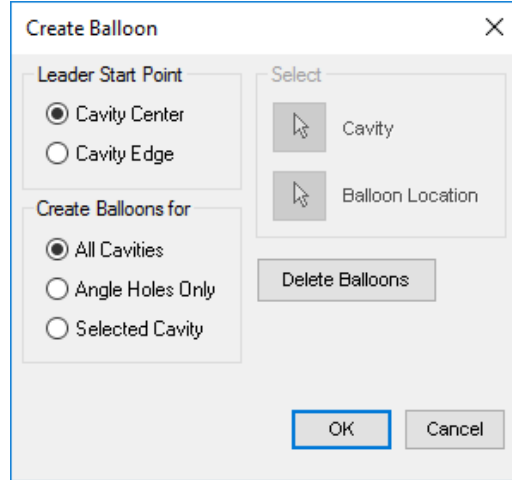 Create Balloon
Leader Start Point
Cavity Center
Cavity Edge
Create Balloons for
All Cavities
Angle Holes Only
Selected Cavity
Select
Cavity
Balloon Location
Delete Balloons
OK
Cancel